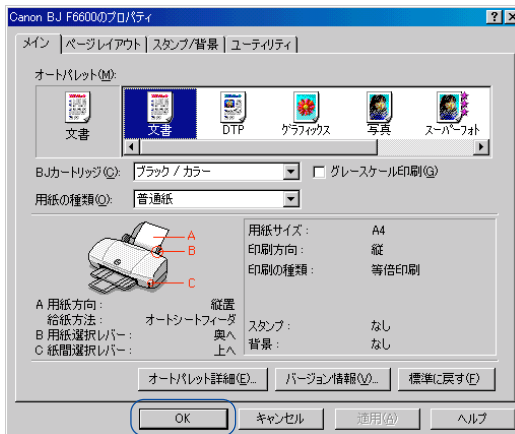 Canon BJ F6600のプロパティ
メイン ページレイアウト スタンプ/背景 ユーティリティ
オートパレット(M):
文書 文書 DTP グラフィックス 写真 スーパーフォト
BJカートリッジ(C): ブラック / カラー グレースケール印刷(G)
用紙の種類(O): 普通紙
A
B
C
用紙サイズ : A4
印刷方向 : 縦
印刷の種類 : 等倍印刷
A 用紙方向 : 縦置
給紙方法 : オートシートフィーダ
B 用紙選択レバー : 奥へ
C 紙間選択レバー : 上へ
スタンプ : なし
背景 : なし
オートパレット詳細(E)... バージョン情報(V)... 標準に戻す(F)
OK キャンセル 適用(A) ヘルプ